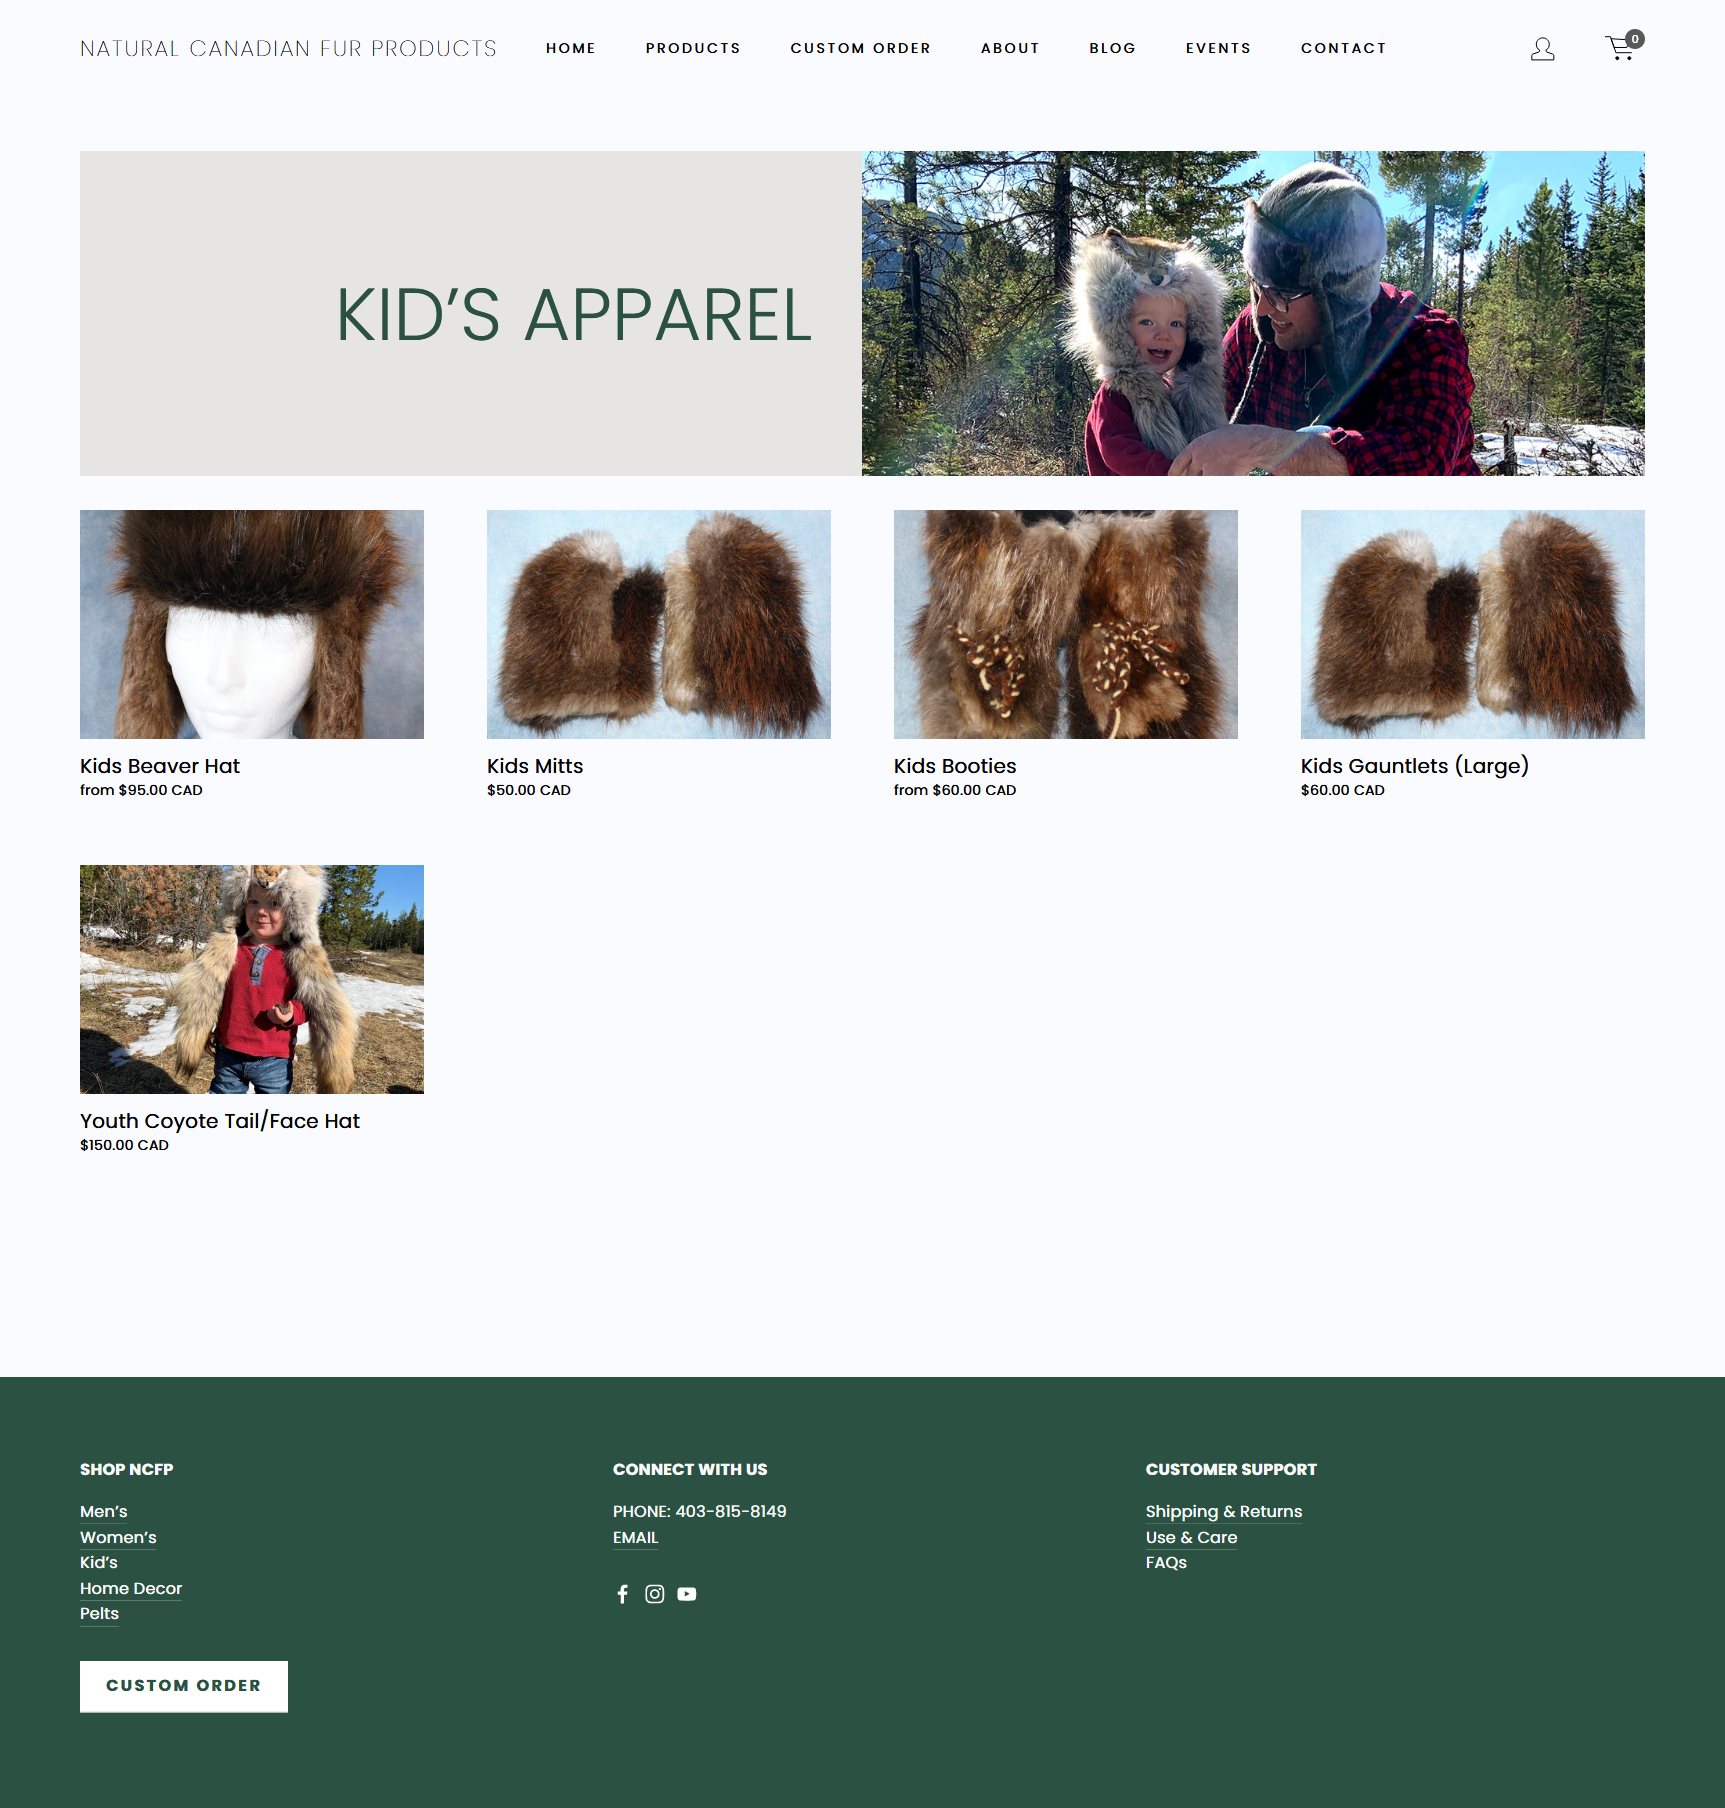 NATURAL CANADIAN FUR PRODUCTS
HOME
PRODUCTS
CUSTOM ORDER
ABOUT
BLOG
EVENTS
CONTACT
0
KID’S APPAREL
Kids Beaver Hat
from $95.00 CAD
Kids Mitts
$50.00 CAD
Kids Booties
from $60.00 CAD
Kids Gauntlets (Large)
$60.00 CAD
Youth Coyote Tail/Face Hat
$150.00 CAD
SHOP NCFP
Men’s
Women’s
Kid’s
Home Decor
Pelts
CUSTOM ORDER
CONNECT WITH US
PHONE: 403-815-8149
EMAIL
CUSTOMER SUPPORT
Shipping & Returns
Use & Care
FAQs